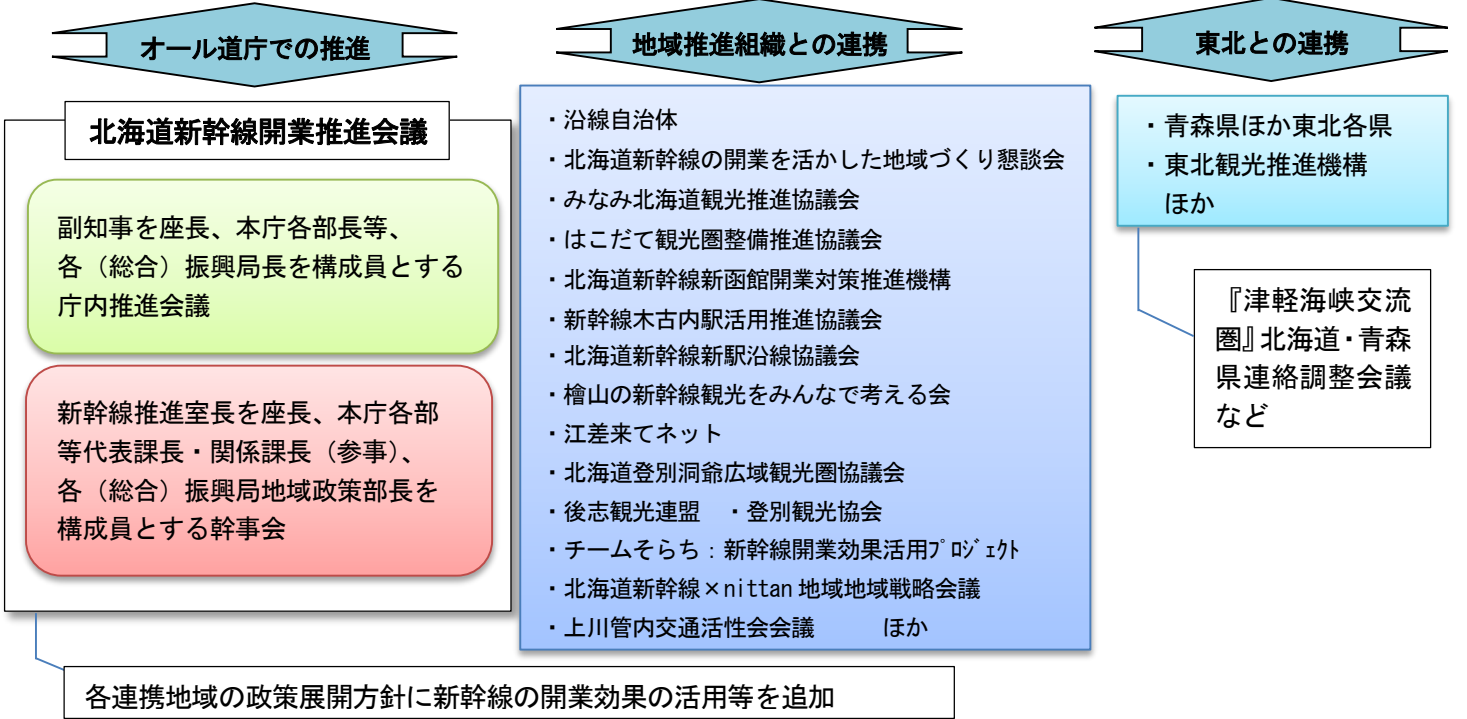 オール道庁での推進
北海道新幹線開業推進会議
副知事を座長、本庁各部長等、
各（総合）振興局長を構成員とする
庁内推進会議
新幹線推進室長を座長、本庁各部
等代表課長・関係課長（参事）、
各（総合）振興局地域政策部長を
構成員とする幹事会
各連携地域の政策展開方針に新幹線の開業効果の活用等を追加
地域推進組織との連携
・沿線自治体
・北海道新幹線の開業を活かした地域づくり懇談会
・みなみ北海道観光推進協議会
・はこだて観光圏整備推進協議会
・北海道新幹線新函館開業対策推進機構
・新幹線木古内駅活用推進協議会
・北海道新幹線新駅沿線協議会
・檜山の新幹線観光をみんなで考える会
・江差来てネット
・北海道登別洞爺広域観光圏協議会
・後志観光連盟　・登別観光協会
・チームそらち：新幹線開業効果活用ﾌﾟﾛｼﾞｪｸﾄ
・北海道新幹線×nittan地域地域戦略会議
・上川管内交通活性会会議　　ほか
東北との連携
・青森県ほか東北各県
・東北観光推進機構
ほか
『津軽海峡交流
圏』北海道・青森
県連絡調整会議
など